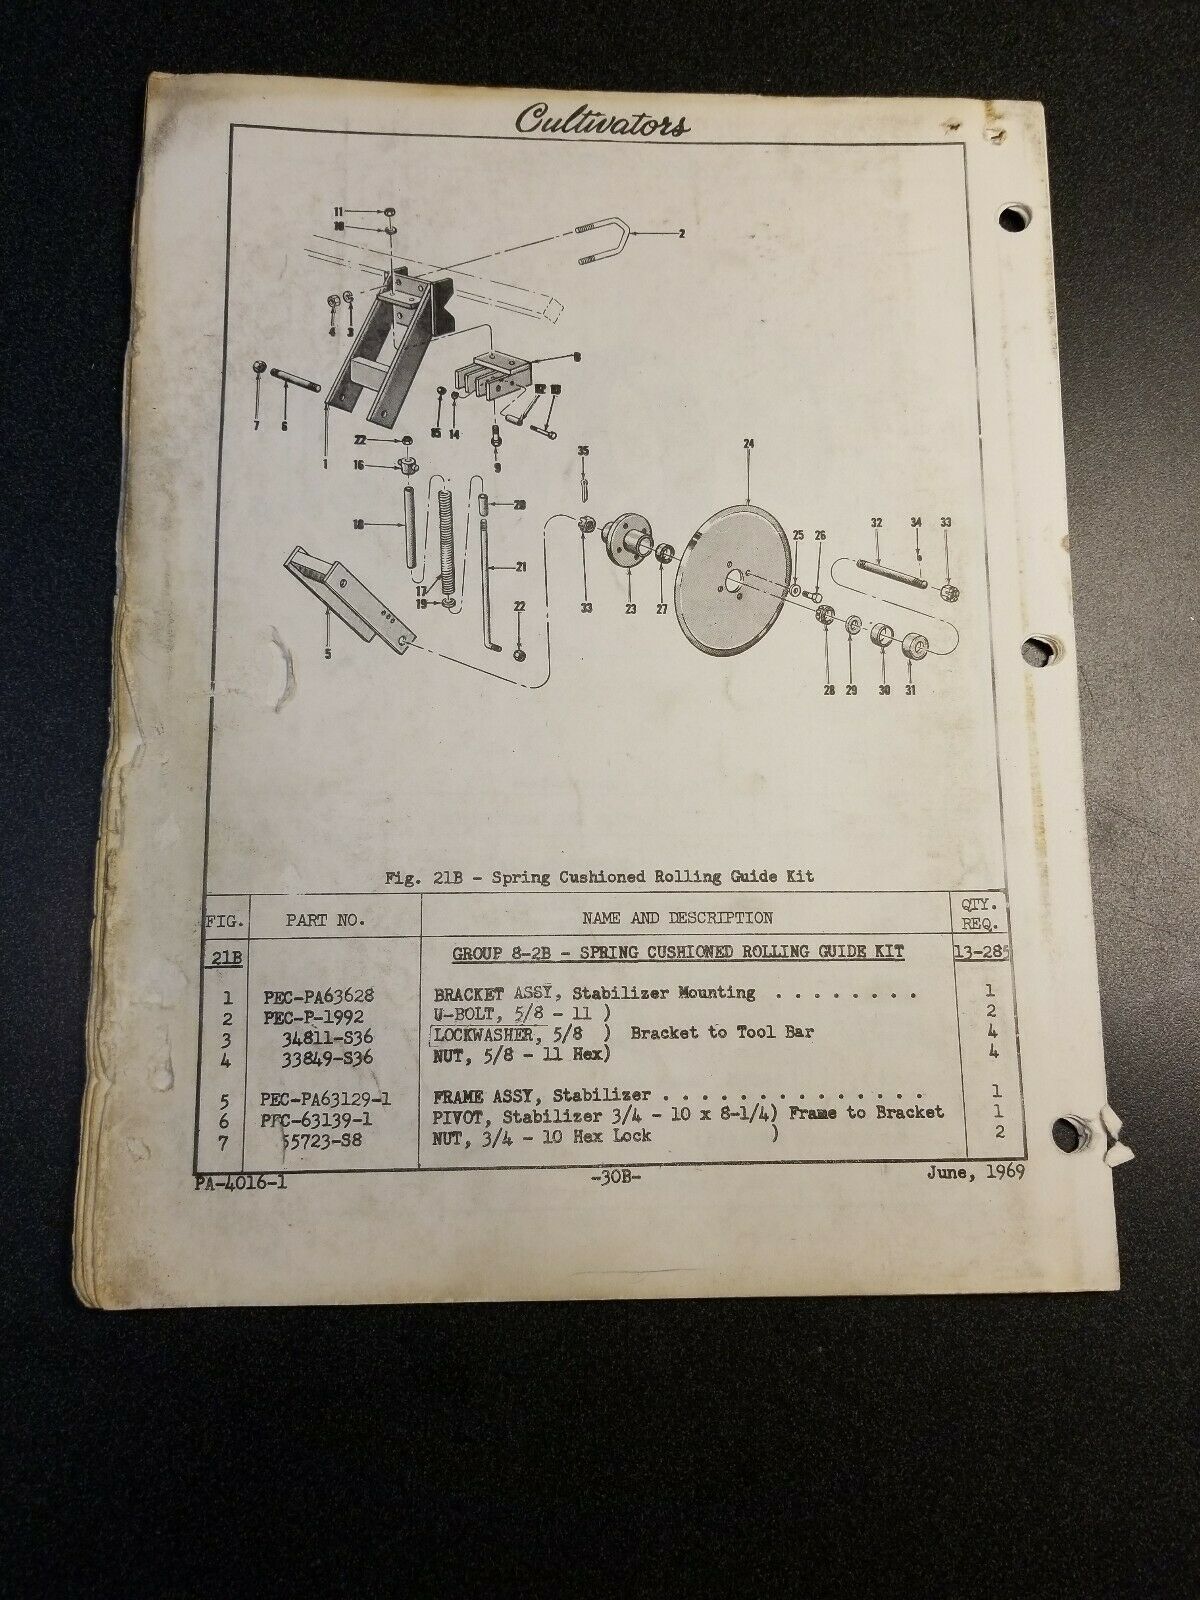 Cultivators
11
10
2
4 3
8
7 6
12 13
15 14
22
1
16
9
35
24
18
20
32 34 33
25 26
21
17
19
22
33 23 27
5
28 29 30 31
Fig. 21B - Spring Cushioned Rolling Guide Kit
FIG. PART NO. NAME AND DESCRIPTION QTY. REQ.
21B GROUP 8-2B - SPRING CUSHIONED ROLLING GUIDE KIT 13-285
1 PEC-PA63628 BRACKET ASSY, Stabilizer Mounting . . . . . . . . 1
2 PEC-P-1992 U-BOLT, 5/8 - 11 ) 2
3 34811-S36 LOCKWASHER, 5/8 ) Bracket to Tool Bar 4
4 33849-S36 NUT, 5/8 - 11 Hex) 4
5 PEC-PA63129-1 FRAME ASSY, Stabilizer . . . . . . . . . . . . . . 1
6 PEC-63139-1 PIVOT, Stabilizer 3/4 - 10 x 8-1/4) Frame to Bracket 1
7 55723-S8 NUT, 3/4 - 10 Hex Lock ) 2
PA-4016-1 -30B- June, 1969